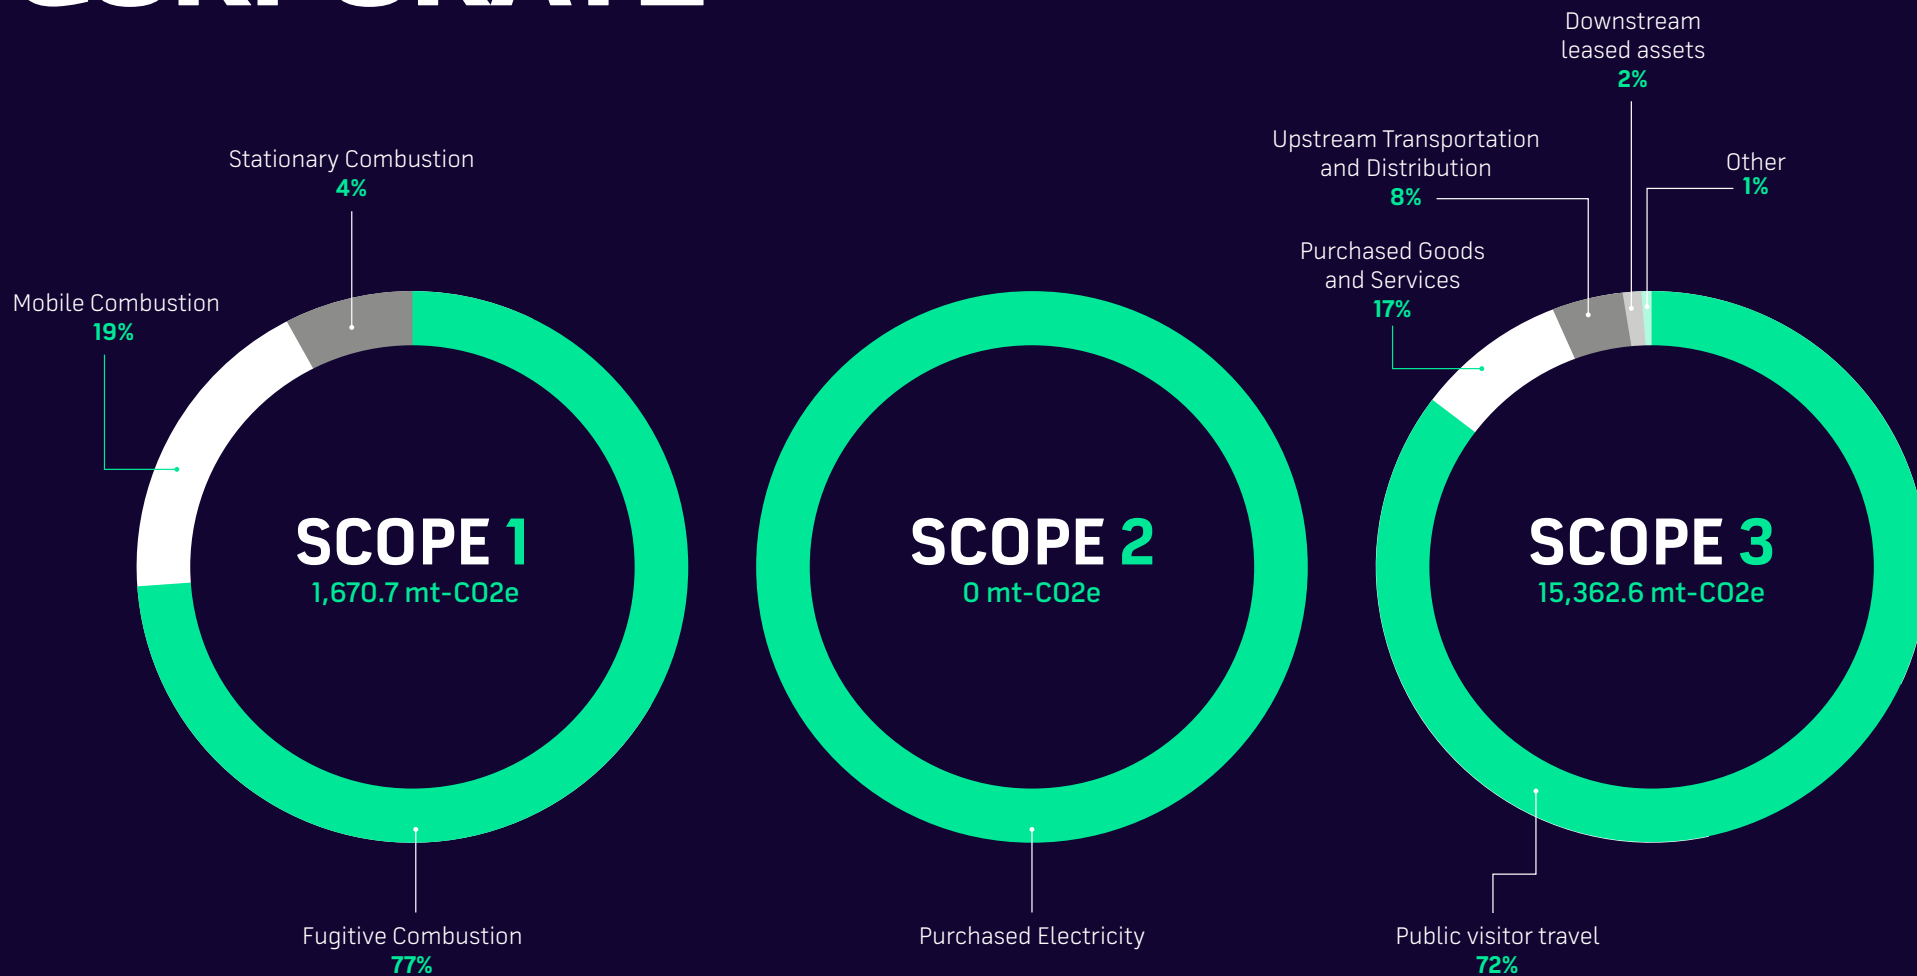 CORPORATE
Downstream
leased assets
2%
Upstream Transportation
and Distribution
8%
Other
1%
Stationary Combustion
4%
Purchased Goods
and Services
17%
Mobile Combustion
19%
SCOPE 1
1,670.7 mt-CO2e
SCOPE 2
0 mt-CO2e
SCOPE 3
15,362.6 mt-CO2e
Fugitive Combustion
77%
Purchased Electricity
Public visitor travel
72%